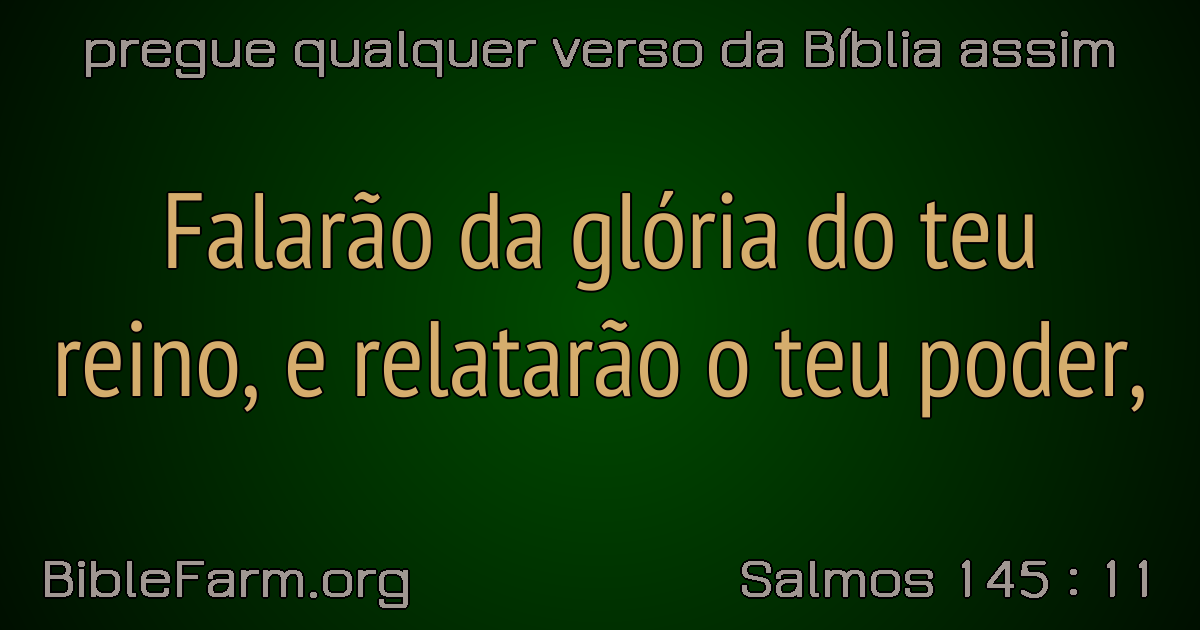 pregue qualquer verso da Bíblia assim
Falarão da glória do teu
reino, e relatarão o teu poder,
BibleFarm.org
Salmos 145 : 11